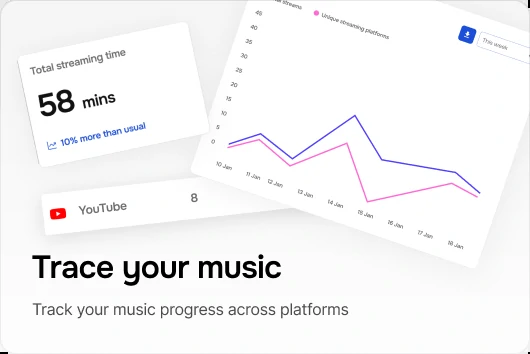 Total streaming time
58 mins
10% more than usual
YouTube 8
streams
Unique streaming platforms
This week
45
40
35
30
25
20
15
10
5
0
10 Jan
11 Jan
12 Jan
13 Jan
14 Jan
15 Jan
16 Jan
17 Jan
18 Jan
Trace your music
Track your music progress across platforms